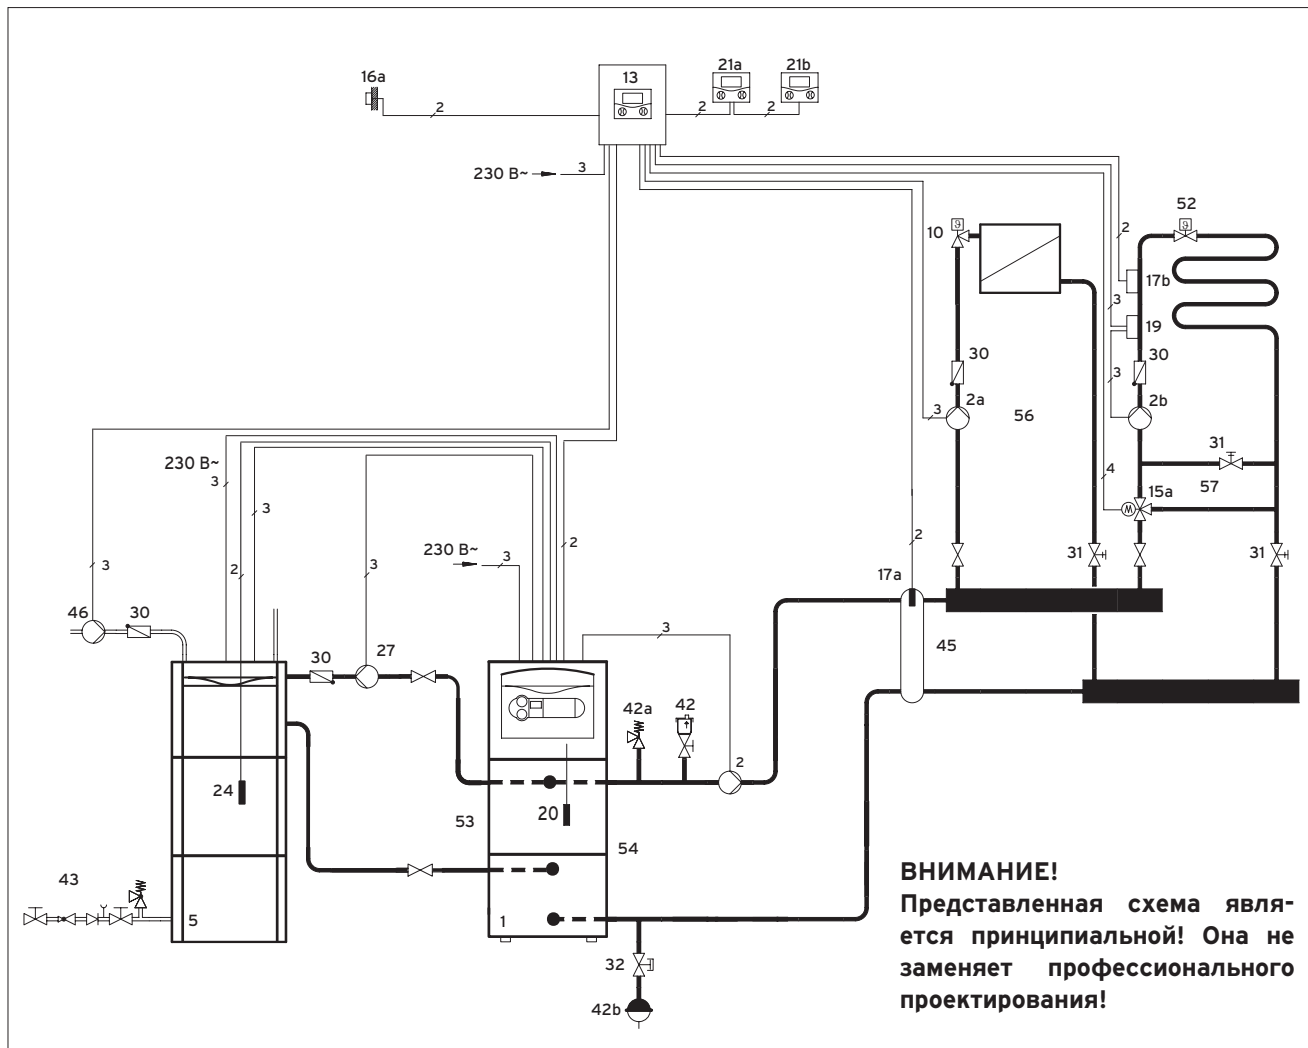 16a
13
21a
21b
2
2
2
230 В~
3
52
10
2
17b
3
19
30
30
3
2a
2b
3
56
31
4
57
15a
230 В~
3
3
2
230 В~
3
3
2
3
2
31
31
17a
46
30
3
45
30
27
42a
42
2
24
53
20
54
43
5
1
32
42b
ВНИМАНИЕ!
Представленная схема явля-
ется принципиальной! Она не
заменяет профессионального
проектирования!